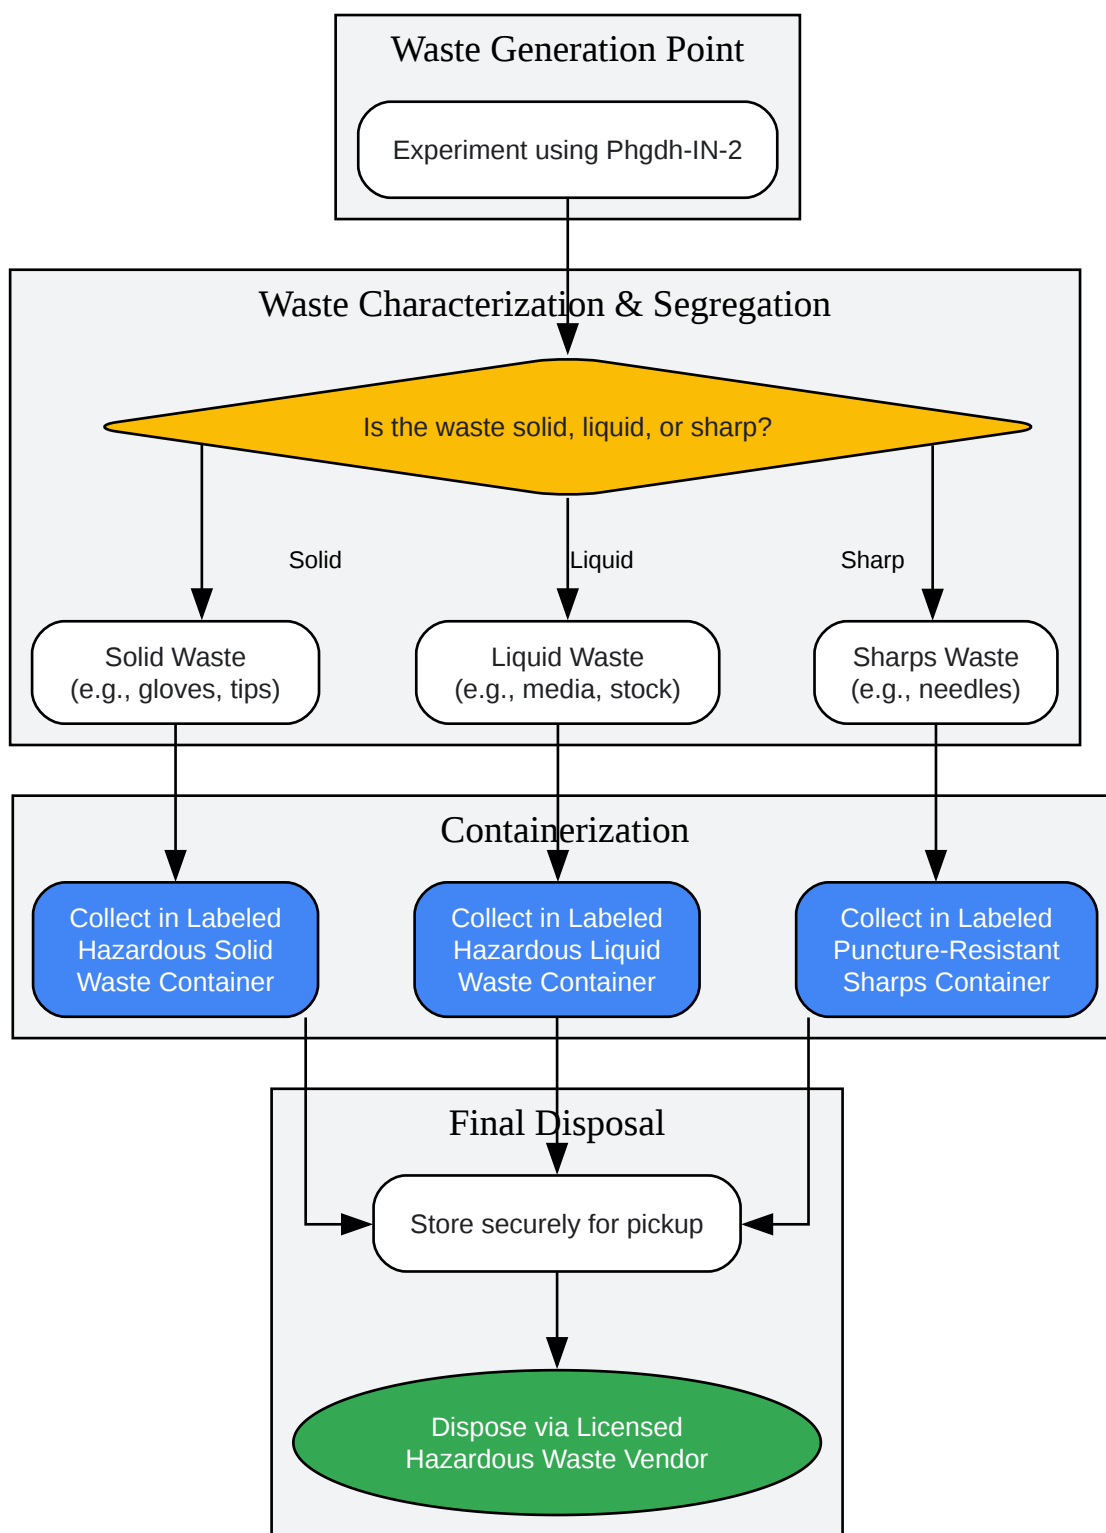 Waste Generation Point
Experiment using Phgdh-IN-2
Waste Characterization & Segregation
Is the waste solid, liquid, or sharp?
Solid
Liquid
Sharp
Solid Waste
(e.g., gloves, tips)
Liquid Waste
(e.g., media, stock)
Sharps Waste
(e.g., needles)
Containerization
Collect in Labeled
Hazardous Solid
Waste Container
Collect in Labeled
Hazardous Liquid
Waste Container
Collect in Labeled
Puncture-Resistant
Sharps Container
Final Disposal
Store securely for pickup
Dispose via Licensed
Hazardous Waste Vendor